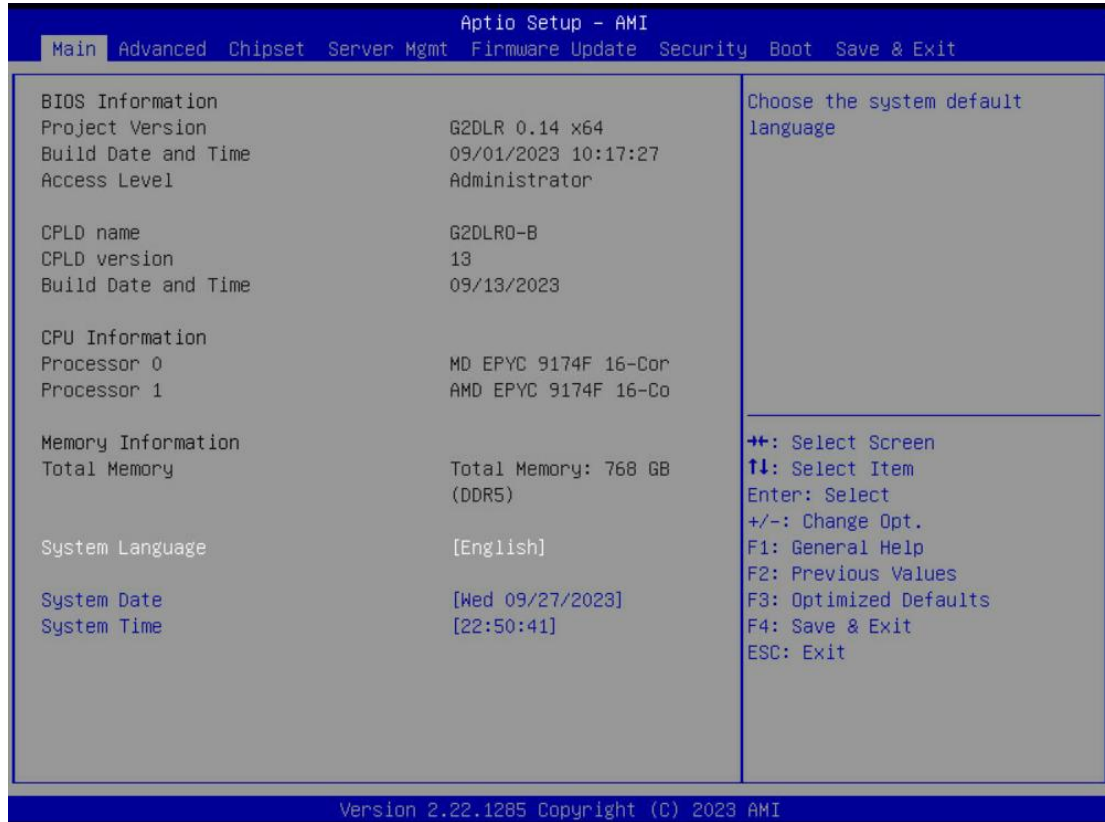 Aptio Setup – AMI
Main Advanced Chipset Server Mgmt Firmware Update Security Boot Save & Exit
BIOS Information
Project Version G2DLR 0.14 x64
Build Date and Time 09/01/2023 10:17:27
Access Level Administrator
CPLD name G2DLRO-B
CPLD version 13
Build Date and Time 09/13/2023
CPU Information
Processor 0 MD EPYC 9174F 16-Cor
Processor 1 AMD EPYC 9174F 16-Co
Memory Information
Total Memory Total Memory: 768 GB
(DDR5)
System Language [English]
System Date [Wed 09/27/2023]
System Time [22:50:41]
Choose the system default
language
→←: Select Screen
↑↓: Select Item
Enter: Select
+/-: Change Opt.
F1: General Help
F2: Previous Values
F3: Optimized Defaults
F4: Save & Exit
ESC: Exit
Version 2.22.1285 Copyright (C) 2023 AMI